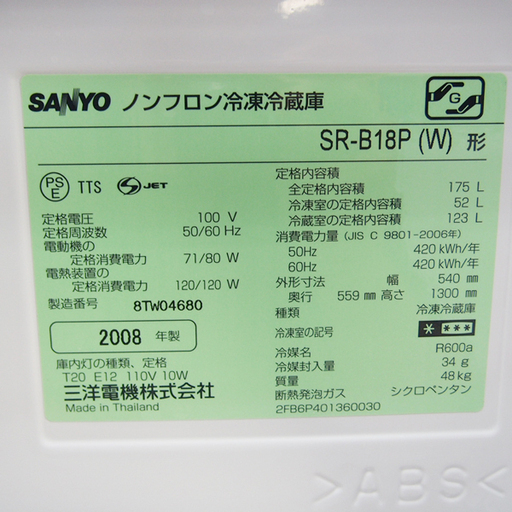 SANYO ノンフロン冷凍冷蔵庫
G
SR-B18P (W) 形
PS E TTS S JET
定格電圧 100 V
定格周波数 50/60 Hz
電動機の
定格消費電力 71/80 W
電熱装置の
定格消費電力 120/120 W
製造番号 8TW04680
2008 年製
庫内灯の種類、定格
T20 E12 110V 10W
三洋電機株式会社
Made in Thailand
定格内容積
全定格内容積 175 L
冷凍室の定格内容積 52 L
冷蔵室の定格内容積 123 L
消費電力量 (JIS C 9801-2006年)
50Hz 420 kWh/年
60Hz 420 kWh/年
外形寸法 幅 540 mm
奥行 559 mm 高さ 1300 mm
種類 冷凍冷蔵庫
冷凍室の記号 * ***
冷媒名 R600a
冷媒封入量 34 g
質量 48 kg
断熱発泡ガス シクロペンタン
2FB6P401360030
>ABS<